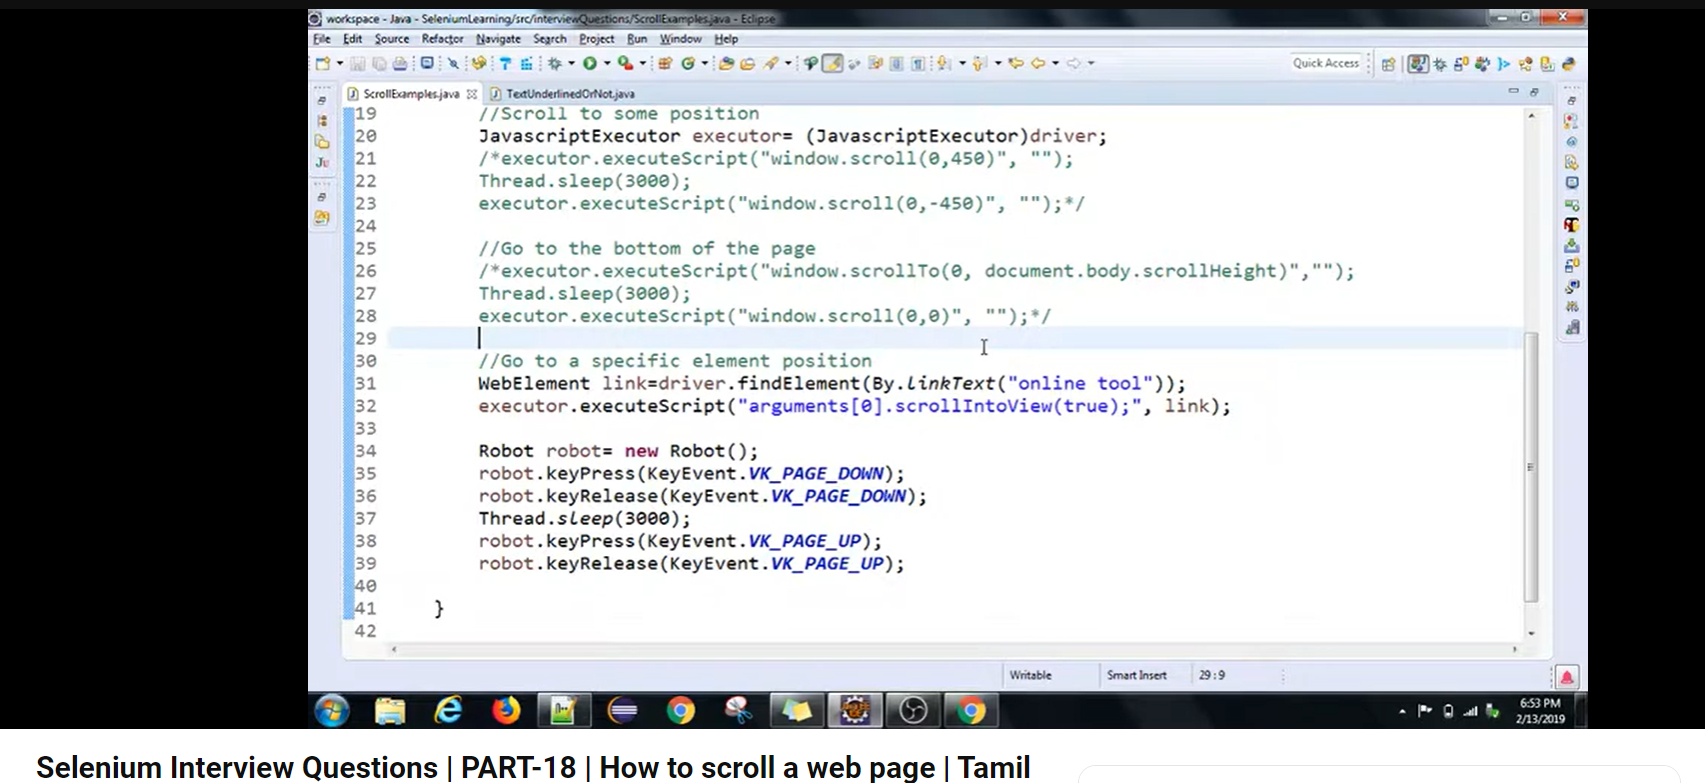 workspace - Java - SeleniumLearning/src/interviewQuestions/ScrollExamples.java - Eclipse
File Edit Source Refactor Navigate Search Project Run Window Help
Quick Access
ScrollExamples.java TextUnderlinedOrNot.java
19 //Scroll to some position
20 JavascriptExecutor executor= (JavascriptExecutor)driver;
21 /*executor.executeScript("window.scroll(0,450)", "");
22 Thread.sleep(3000);
23 executor.executeScript("window.scroll(0,-450)", "");*/
24
25 //Go to the bottom of the page
26 /*executor.executeScript("window.scrollTo(0, document.body.scrollHeight)","");
27 Thread.sleep(3000);
28 executor.executeScript("window.scroll(0,0)", "");*/
29
30 //Go to a specific element position
31 WebElement link=driver.findElement(By.linkText("online tool"));
32 executor.executeScript("arguments[0].scrollIntoView(true);", link);
33
34 Robot robot= new Robot();
35 robot.keyPress(KeyEvent.VK_PAGE_DOWN);
36 robot.keyRelease(KeyEvent.VK_PAGE_DOWN);
37 Thread.sleep(3000);
38 robot.keyPress(KeyEvent.VK_PAGE_UP);
39 robot.keyRelease(KeyEvent.VK_PAGE_UP);
40
41 }
42
Writable Smart Insert 29:9
6:53 PM
2/13/2019
Selenium Interview Questions | PART-18 | How to scroll a web page | Tamil